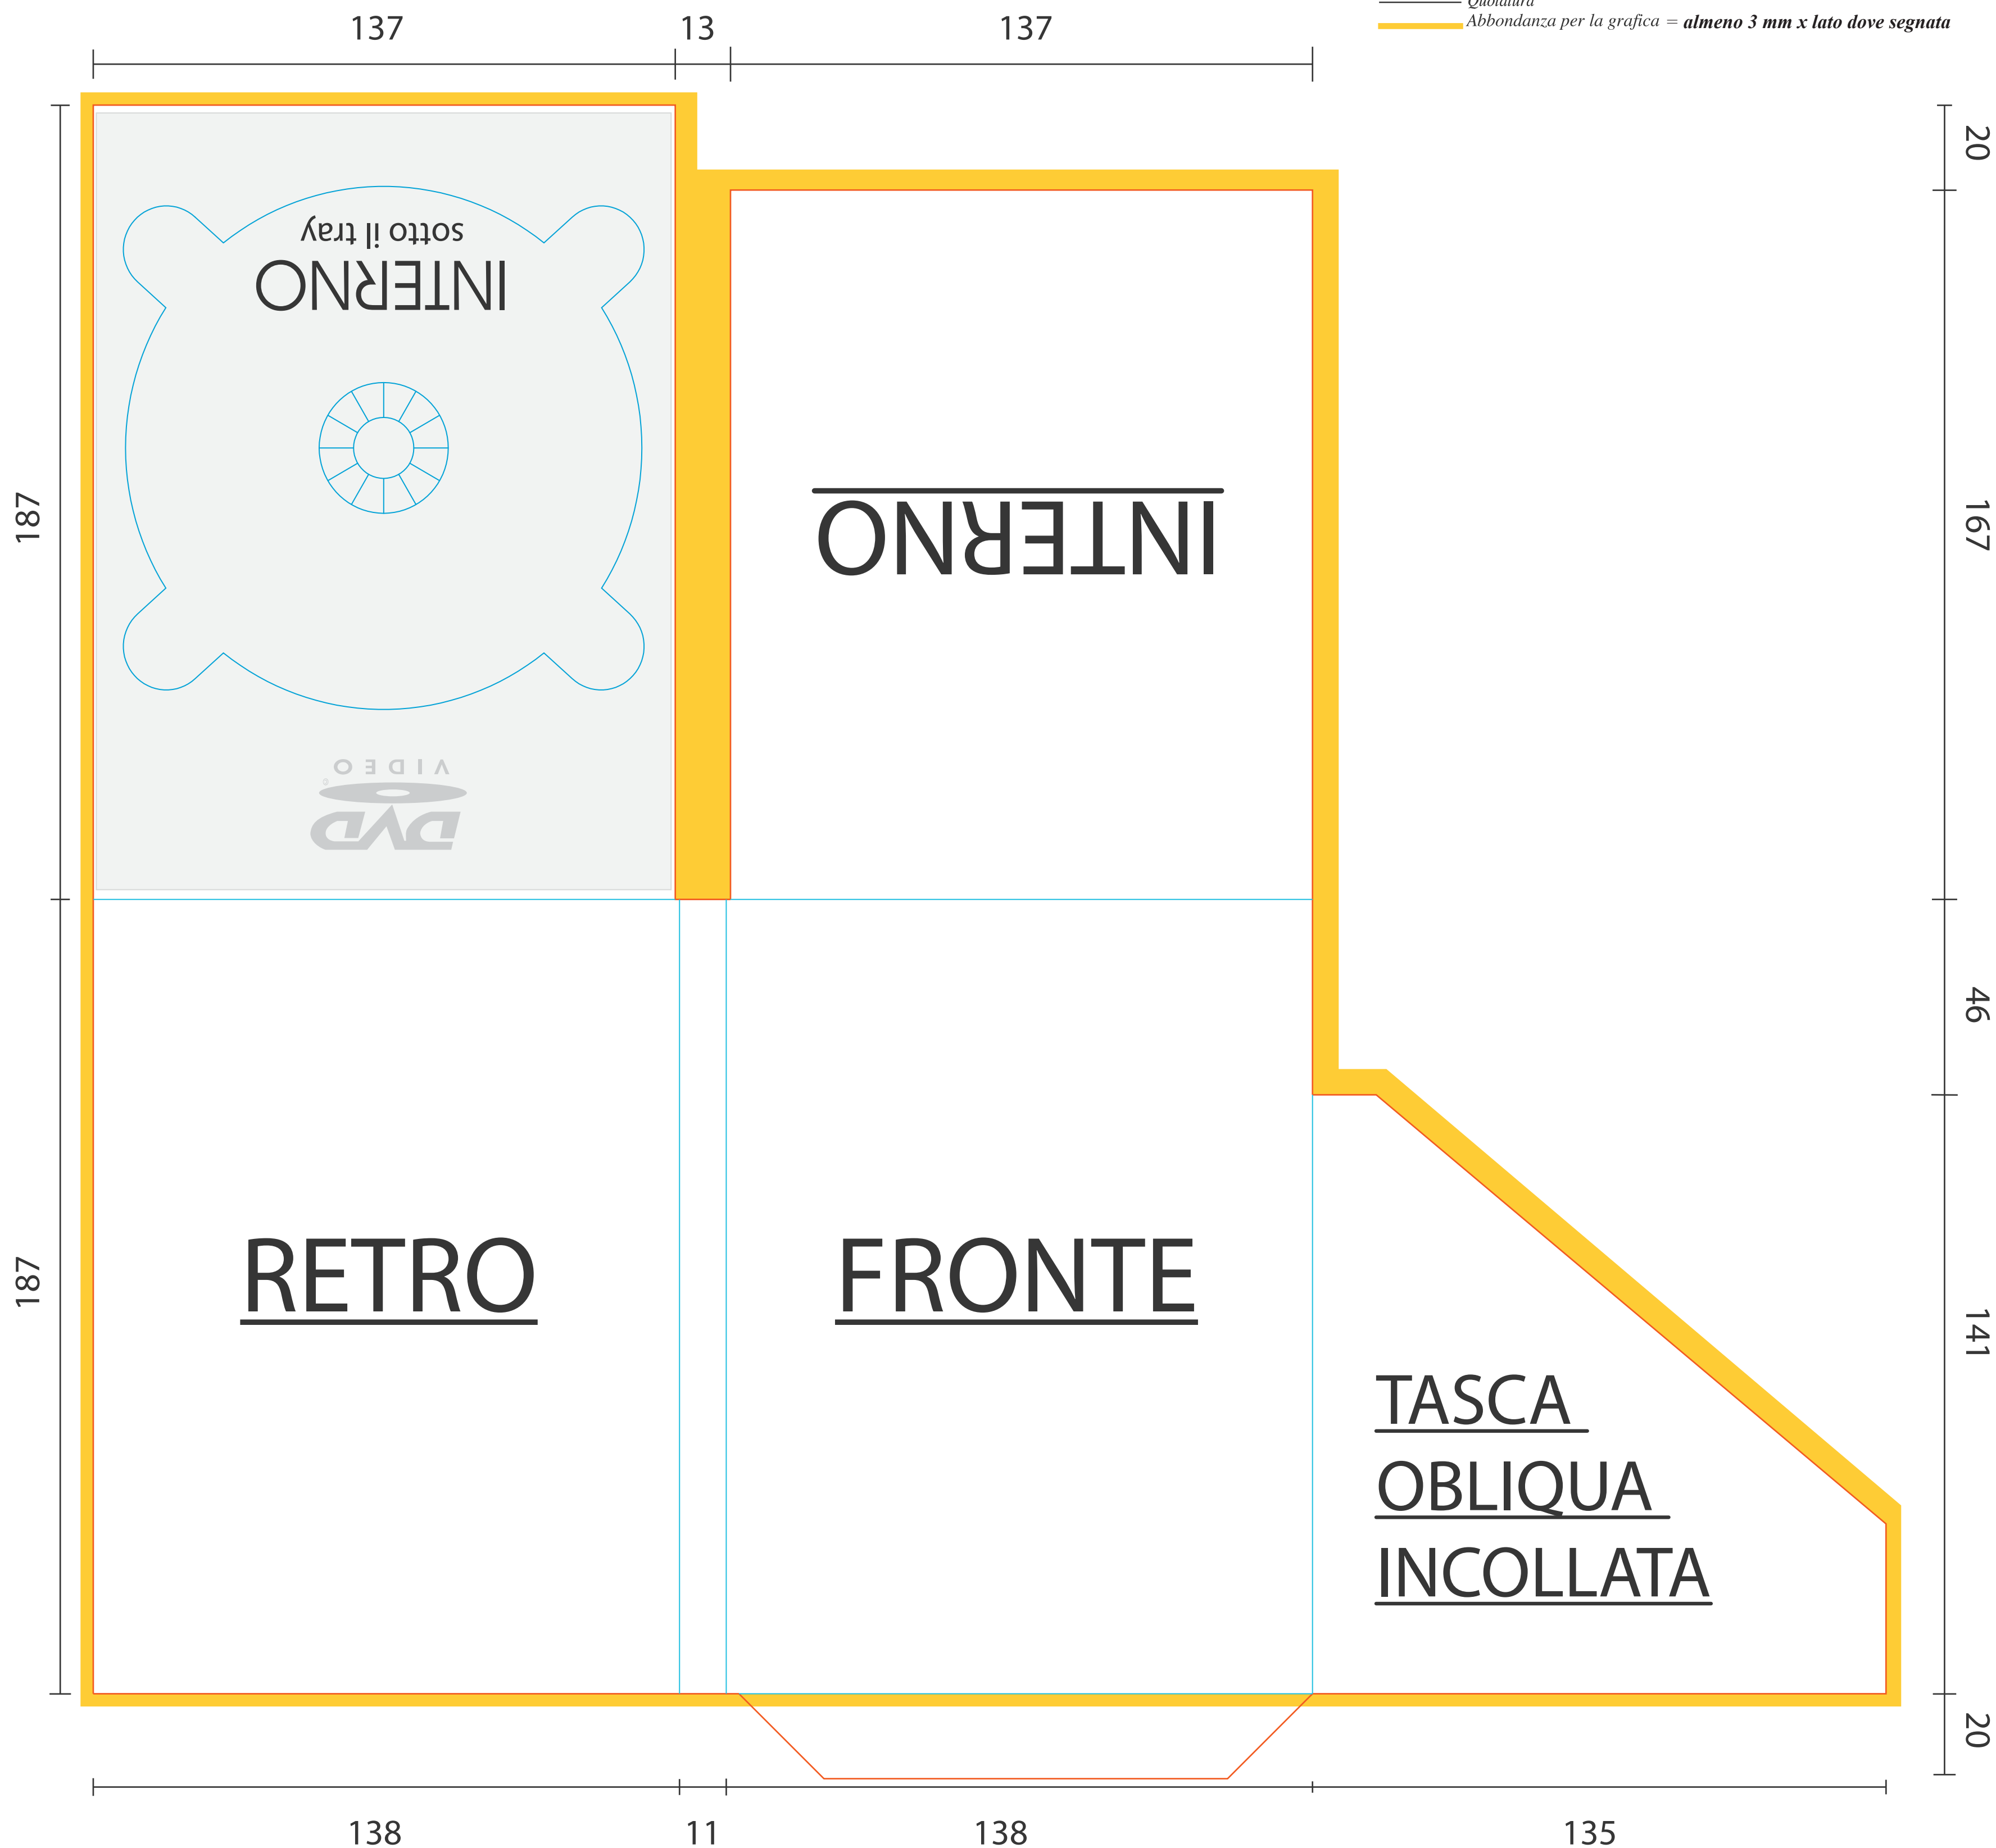 Quotatura
Abbondanza per la grafica = almeno 3 mm x lato dove segnata
137
13
137
20
sotto il tray
INTERNO
187
INTERNO
167
VIDEO
®
DVD
46
187
RETRO
FRONTE
141
TASCA
OBLIQUA
INCOLLATA
20
138
11
138
135